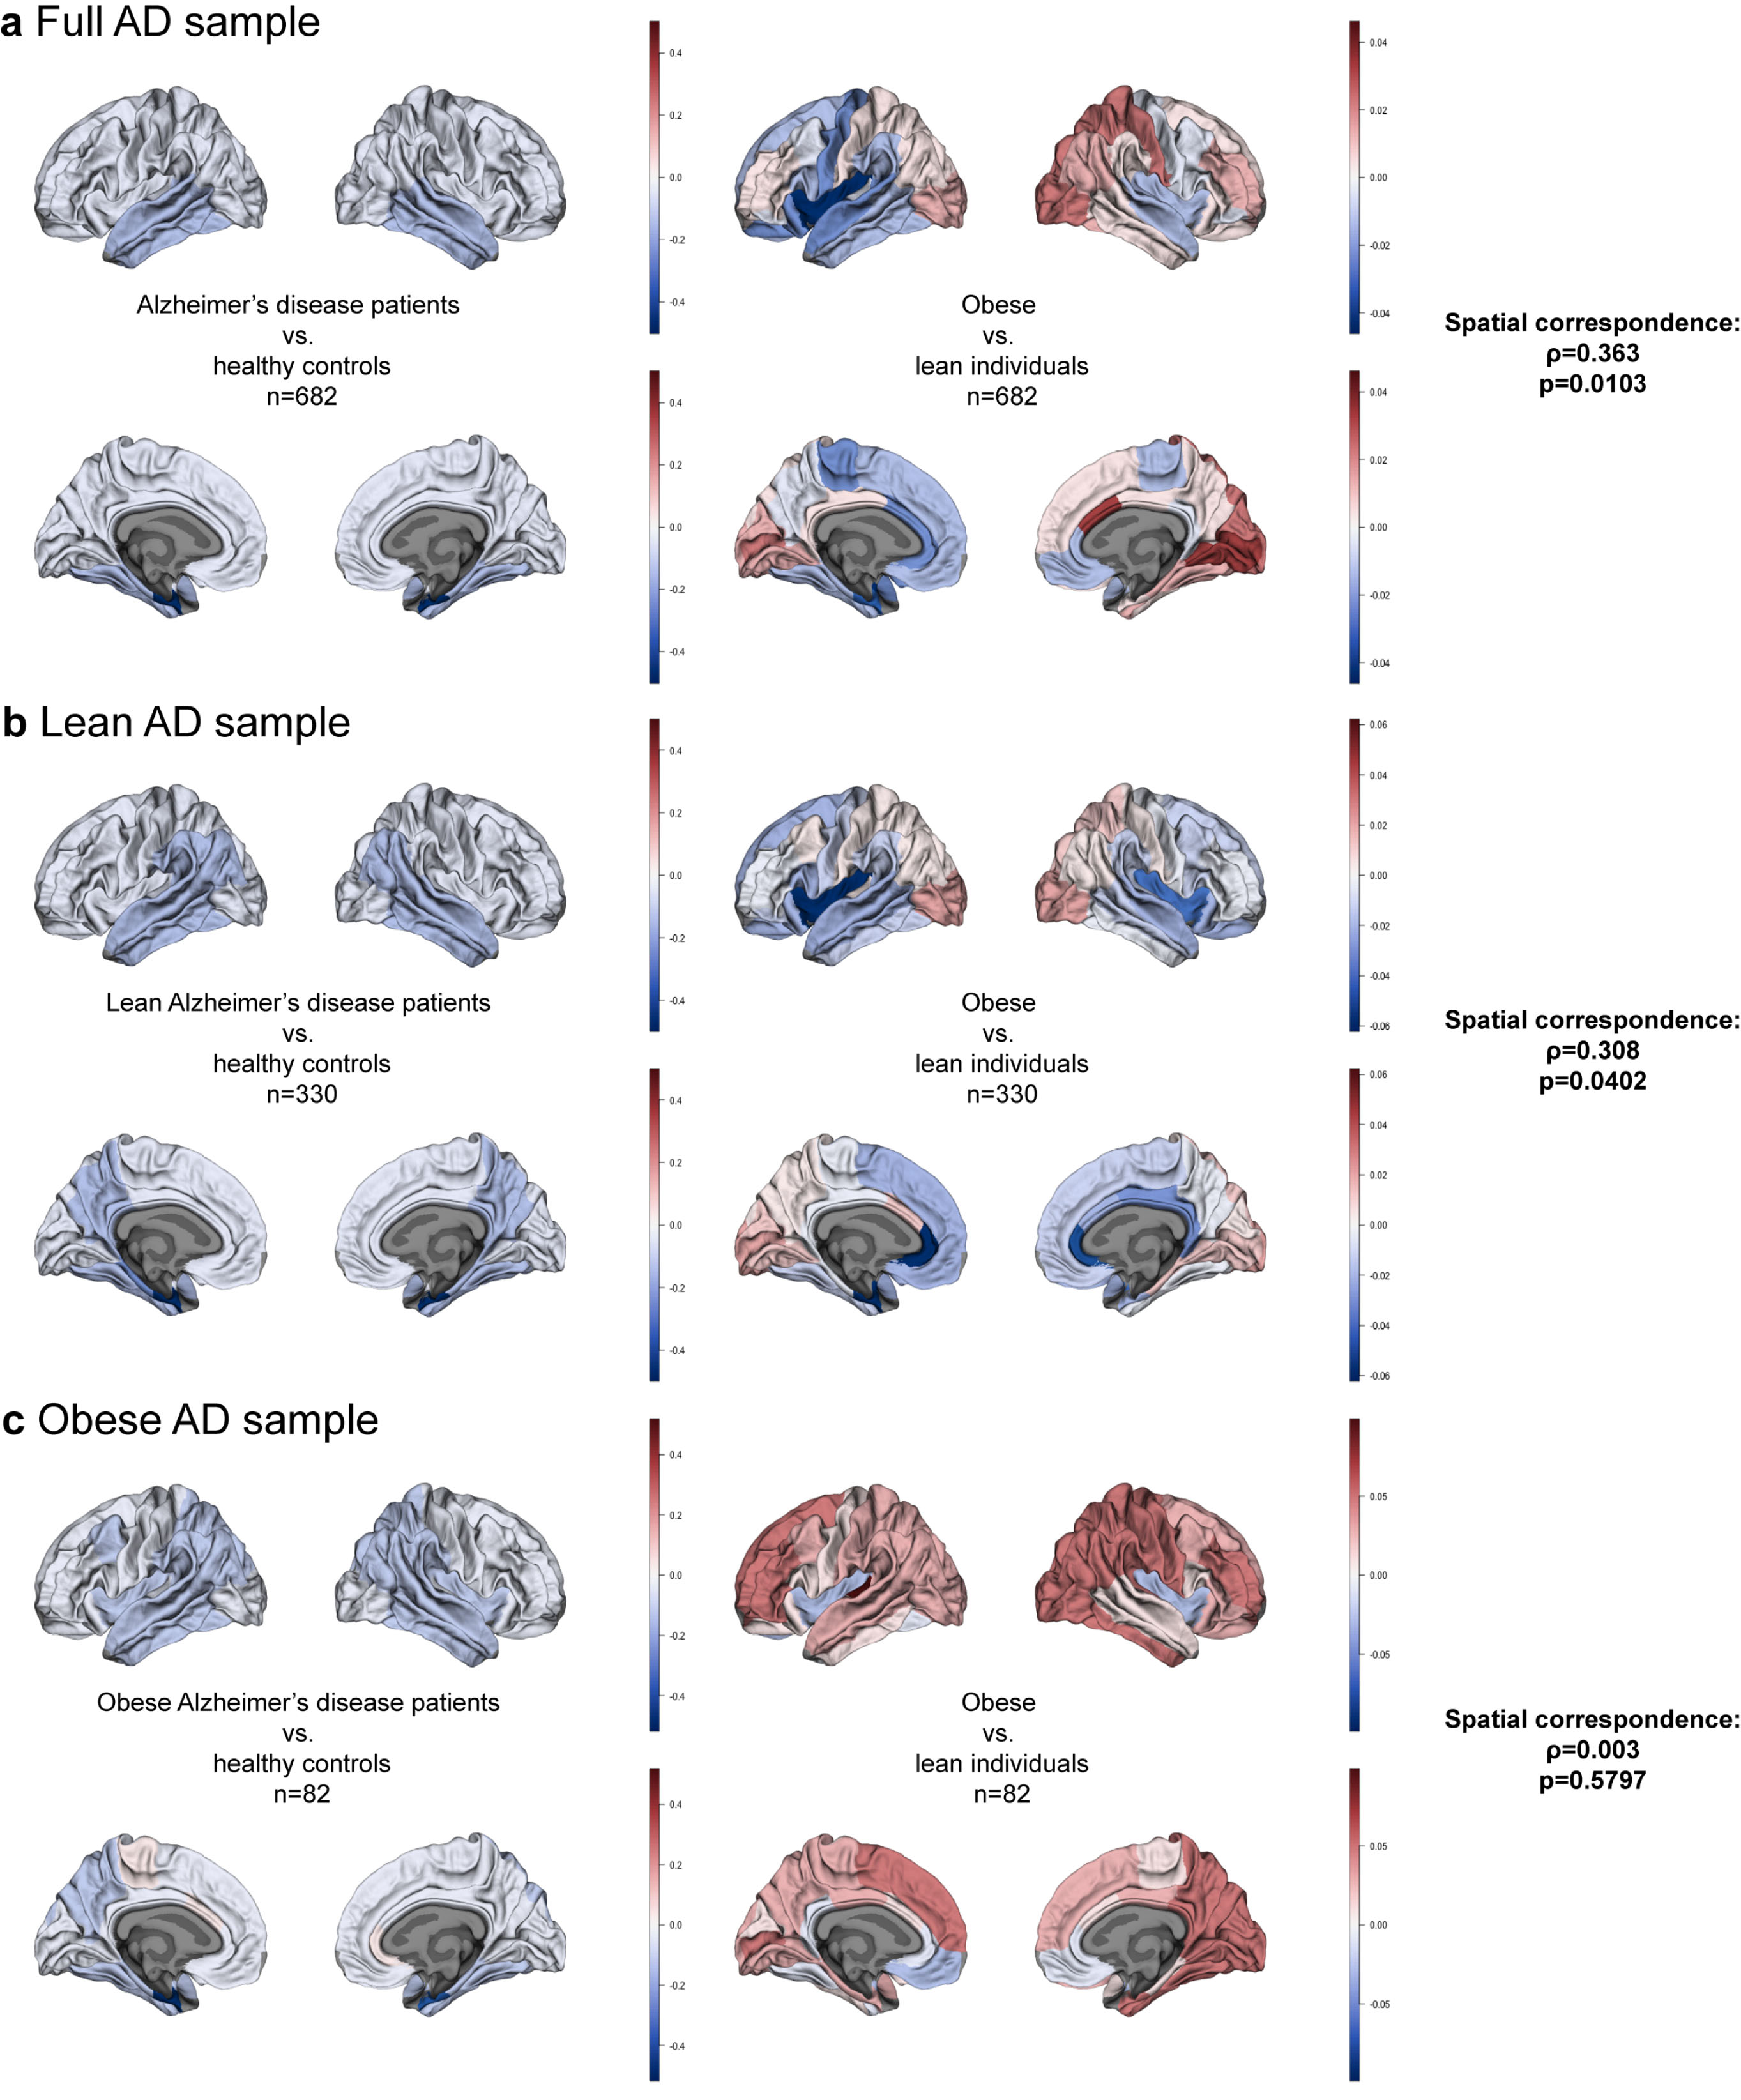 a Full AD sample
0.4
0.2
0.0
-0.2
-0.4
0.04
0.02
0.00
-0.02
-0.04
Alzheimer's disease patients
vs.
healthy controls
n=682
Obese
vs.
lean individuals
n=682
Spatial correspondence:
ρ=0.363
p=0.0103
0.4
0.2
0.0
-0.2
-0.4
0.04
0.02
0.00
-0.02
-0.04
b Lean AD sample
0.4
0.2
0.0
-0.2
-0.4
0.06
0.04
0.02
0.00
-0.02
-0.04
-0.06
Lean Alzheimer's disease patients
vs.
healthy controls
n=330
Obese
vs.
lean individuals
n=330
Spatial correspondence:
ρ=0.308
p=0.0402
0.4
0.2
0.0
-0.2
-0.4
0.06
0.04
0.02
0.00
-0.02
-0.04
-0.06
c Obese AD sample
0.4
0.2
0.0
-0.2
-0.4
0.05
0.00
-0.05
Obese Alzheimer's disease patients
vs.
healthy controls
n=82
Obese
vs.
lean individuals
n=82
Spatial correspondence:
ρ=0.003
p=0.5797
0.4
0.2
0.0
-0.2
-0.4
0.05
0.00
-0.05